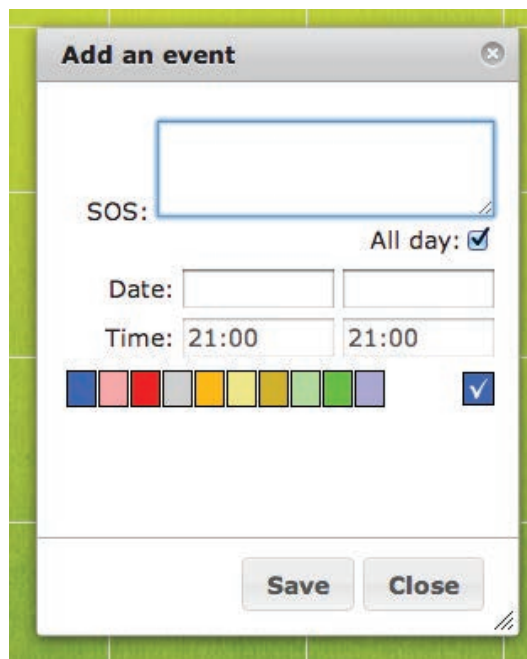 Add an event
SOS:
All day:
Date:
Time: 21:00 21:00
Save Close